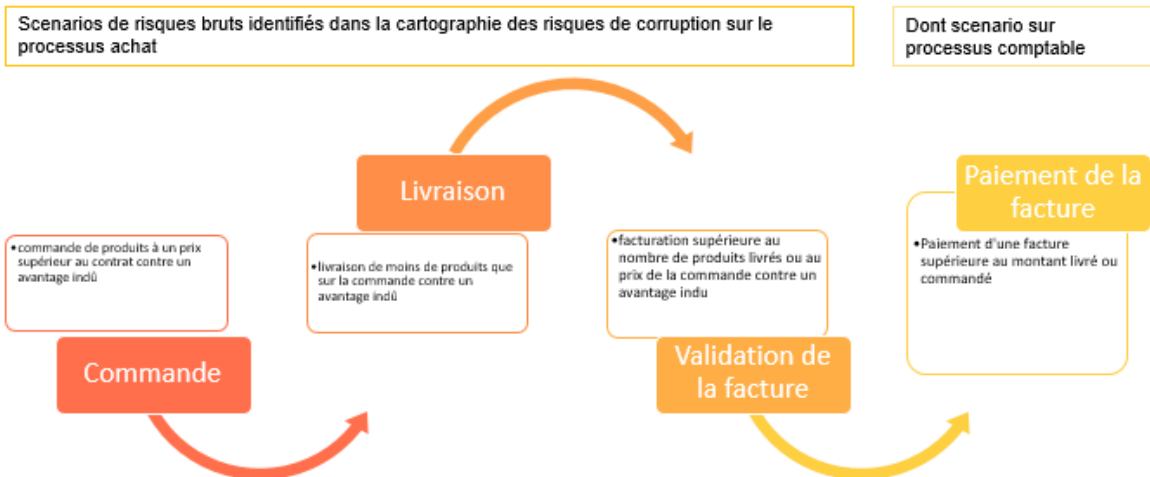 Scenarios de risques bruts identifiés dans la cartographie des risques de corruption sur le
processus achat
Dont scenario sur
processus comptable
•commande de produits à un prix
supérieur au contrat contre un
avantage indû
Commande
Livraison
•livraison de moins de produits que
sur la commande contre un
avantage indû
•facturation supérieure au
nombre de produits livrés ou au
prix de la commande contre un
avantage indu
Validation de
la facture
Paiement de la
facture
•Paiement d'une facture
supérieure au montant livré ou
commandé